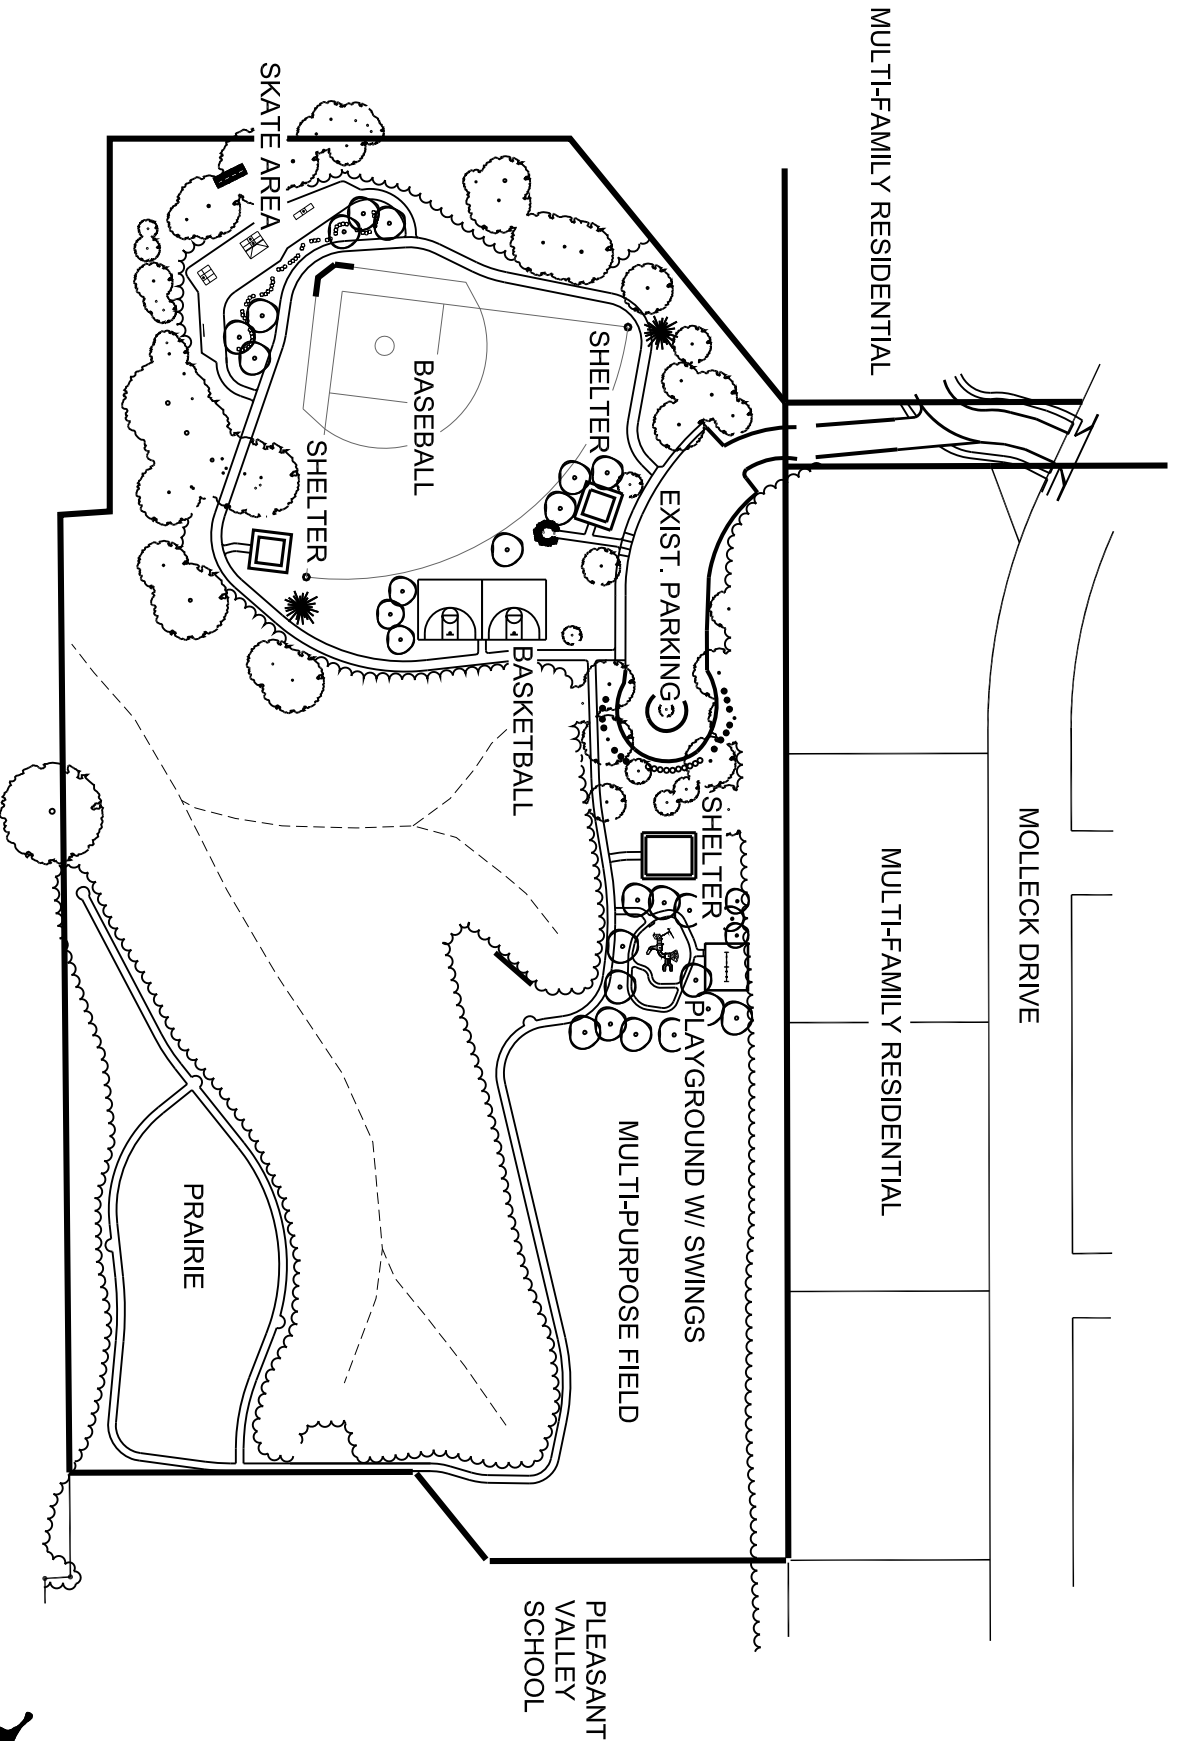 MULTI-FAMILY RESIDENTIAL
SKATE AREA
SHELTER
BASEBALL
SHELTER
EXIST. PARKING
BASKETBALL
SHELTER
MOLLECK DRIVE
MULTI-FAMILY RESIDENTIAL
PLAYGROUND W/ SWINGS
MULTI-PURPOSE FIELD
PRAIRIE
PLEASANT
VALLEY
SCHOOL